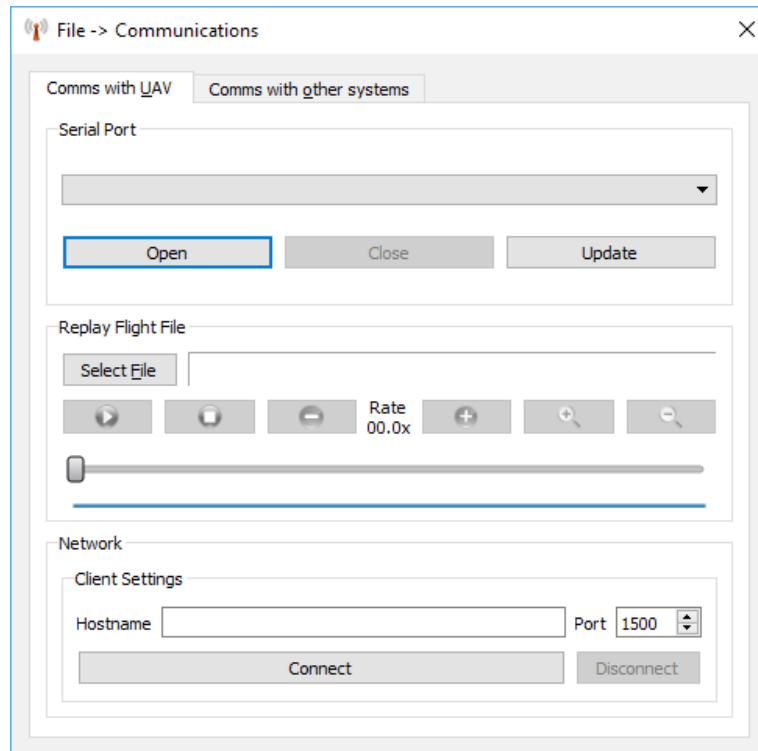 File -> Communications
Comms with UAV
Comms with other systems
Serial Port
Open
Close
Update
Replay Flight File
Select File
Rate
00.0x
Network
Client Settings
Hostname
Port
1500
Connect
Disconnect